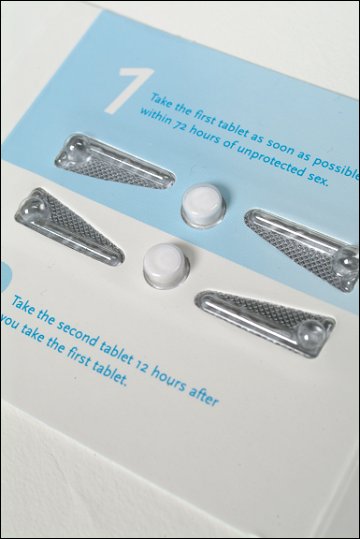 1
Take the first tablet as soon as possible
within 72 hours of unprotected sex.
Take the second tablet 12 hours after
you take the first tablet.